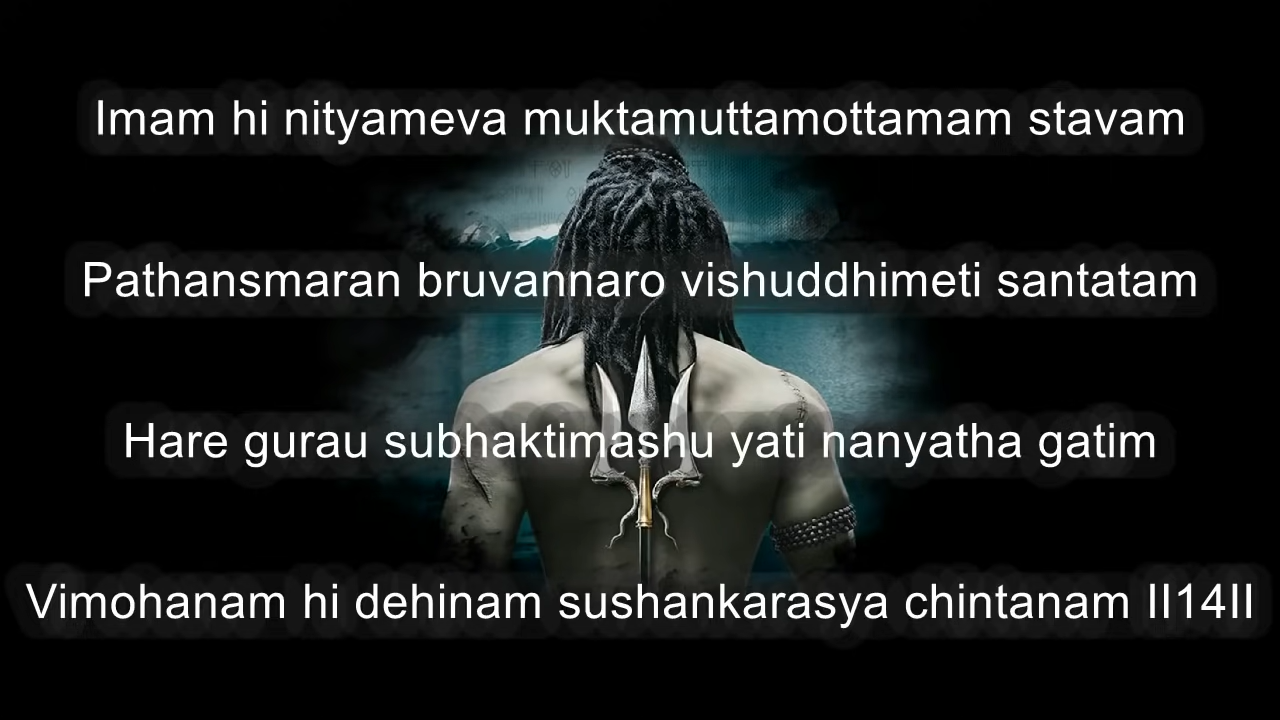 Imam hi nityameva muktamuttamottamam stavam
Pathansmaran bruvannaro vishuddhimeti santatam
Hare gurau subhaktimashu yati nanyatha gatim
Vimohanam hi dehinam sushankarasya chintanam II14II